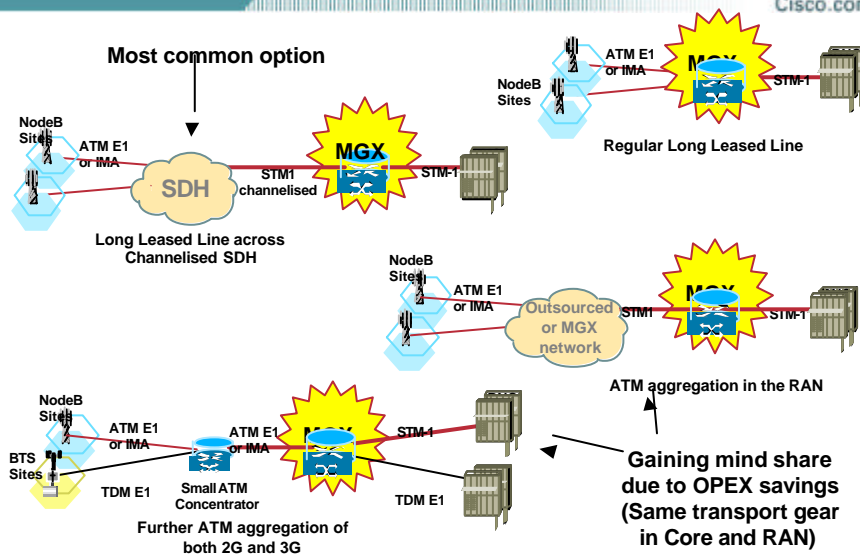 Cisco.com
Most common option
NodeB
Sites
ATM E1
or IMA
SDH
STM1
channelised
MGX
STM-1
Long Leased Line across
Channelised SDH
NodeB
Sites
ATM E1
or IMA
MGX
STM-1
Regular Long Leased Line
NodeB
Sites
ATM E1
or IMA
Outsourced
or MGX
network
STM1
MGX
STM-1
ATM aggregation in the RAN
NodeB
Sites
BTS
Sites
ATM E1
or IMA
TDM E1
Small ATM
Concentrator
ATM E1
or IMA
MGX
STM-1
TDM E1
Further ATM aggregation of
both 2G and 3G
Gaining mind share
due to OPEX savings
(Same transport gear
in Core and RAN)